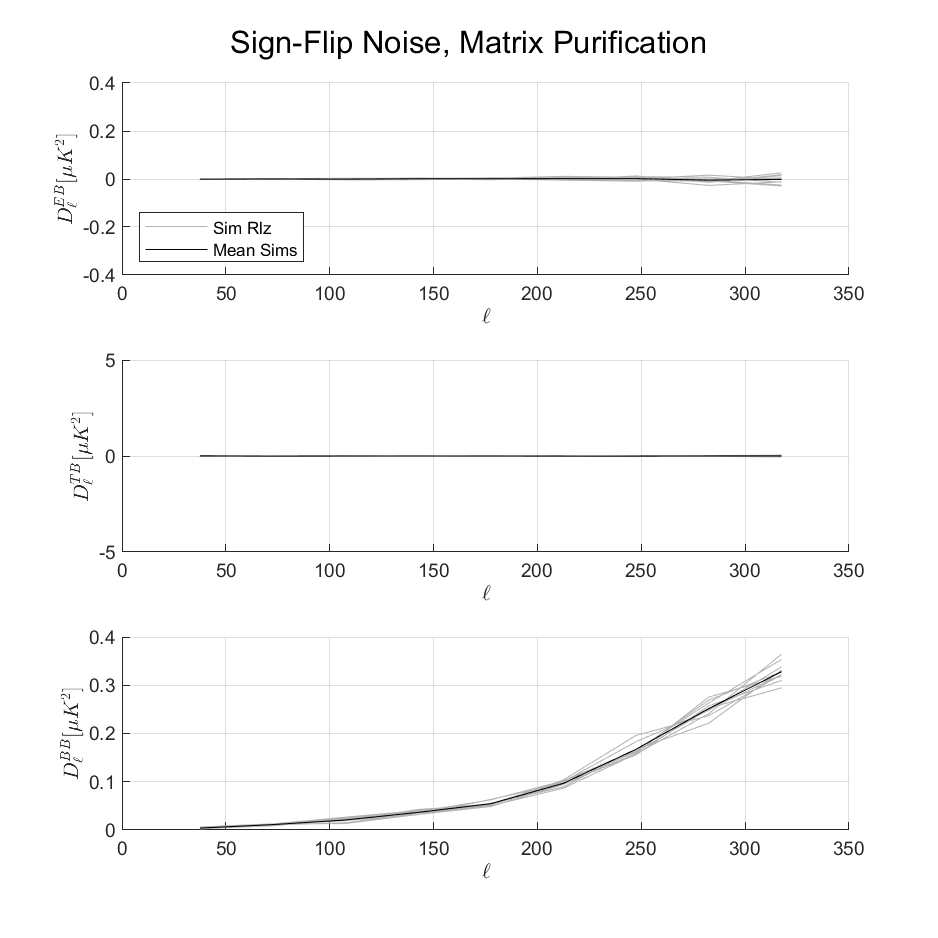 Sign-Flip Noise, Matrix Purification
0.4
0.2
0
-0.2
-0.4
D_ℓ^{EB}[μK^2]
Sim Rlz
Mean Sims
0 50 100 150 200 250 300 350
ℓ
5
0
-5
D_ℓ^{TB}[μK^2]
0 50 100 150 200 250 300 350
ℓ
0.4
0.3
0.2
0.1
0
D_ℓ^{BB}[μK^2]
0 50 100 150 200 250 300 350
ℓ